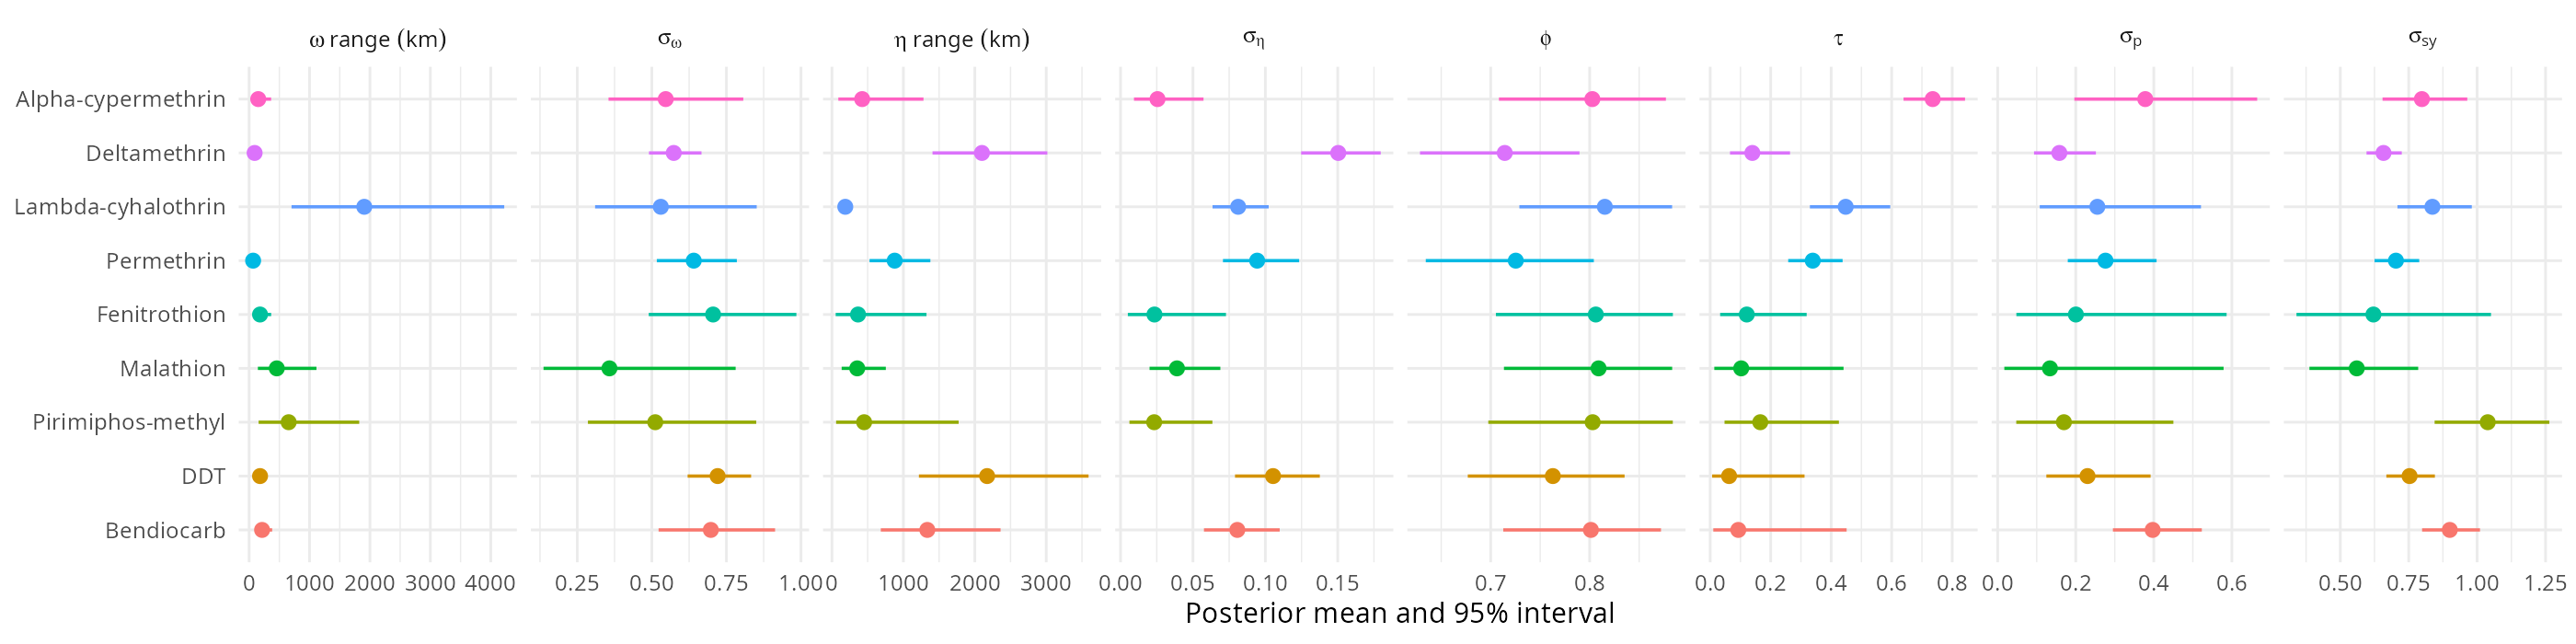 ω range (km) σω η range (km) ση ϕ τ σp σsy
Alpha-cypermethrin
Deltamethrin
Lambda-cyhalothrin
Permethrin
Fenitrothion
Malathion
Pirimiphos-methyl
DDT
Bendiocarb
0 1000 2000 3000 4000 0.25 0.50 0.75 1.00 0 1000 2000 3000 0.00 0.05 0.10 0.15 0.7 0.8 0.0 0.2 0.4 0.6 0.8 0.0 0.2 0.4 0.6 0.50 0.75 1.00 1.25
Posterior mean and 95% interval